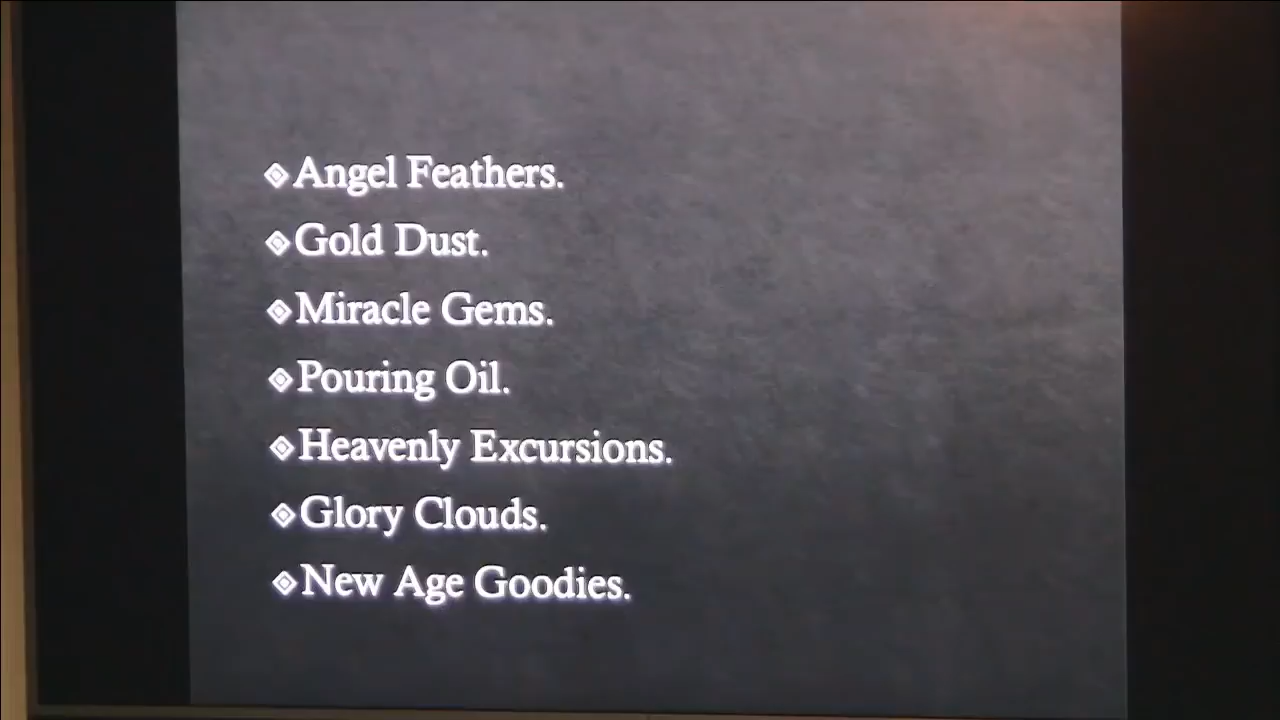 Angel Feathers.
Gold Dust.
Miracle Gems.
Pouring Oil.
Heavenly Excursions.
Glory Clouds.
New Age Goodies.